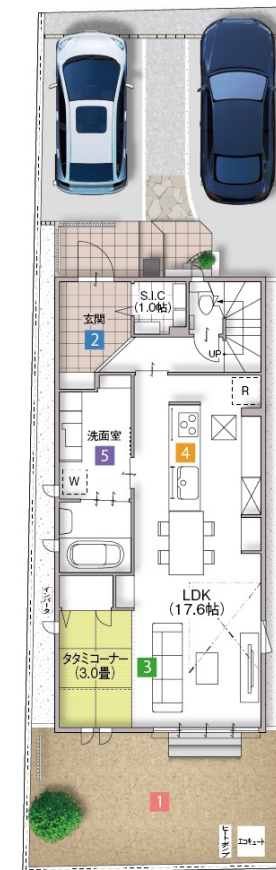 S.I.C
(1.0帖)
玄関
2
UP
R
洗面室
5
4
W
LDK
(17.6帖)
インバータ
タタミコーナー
(3.0畳)
3
1
ヒートポンプ
エコキュート